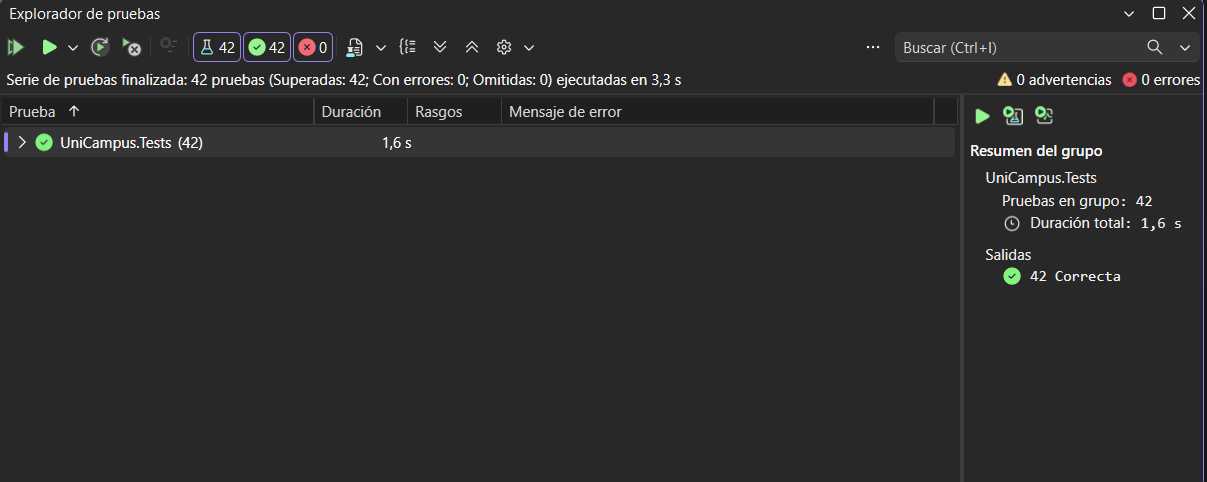 Explorador de pruebas
42 42 0
Buscar (Ctrl+I)
Serie de pruebas finalizada: 42 pruebas (Superadas: 42; Con errores: 0; Omitidas: 0) ejecutadas en 3,3 s
0 advertencias 0 errores
Prueba Duración Rasgos Mensaje de error
UniCampus.Tests (42) 1,6 s
Resumen del grupo
UniCampus.Tests
Pruebas en grupo: 42
Duración total: 1,6 s
Salidas
42 Correcta